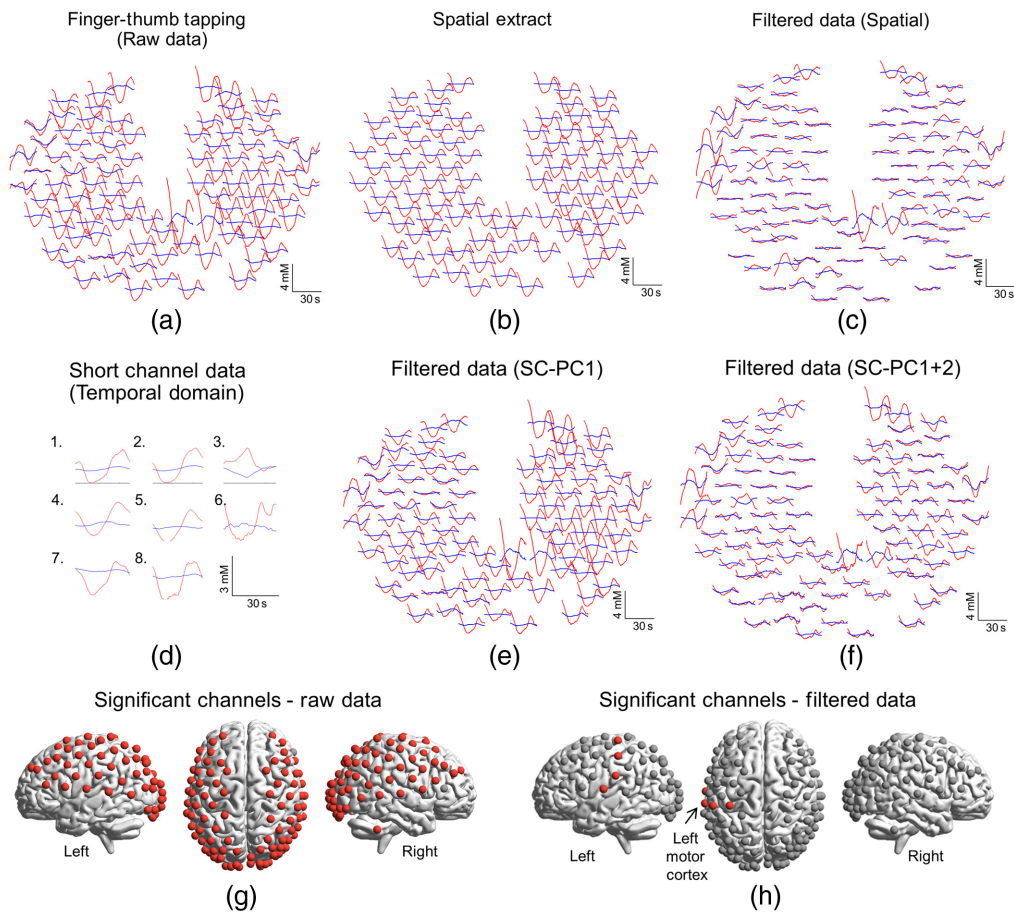 Finger-thumb tapping
(Raw data)
Spatial extract
Filtered data (Spatial)
4 mM
30 s
(a)
4 mM
30 s
(b)
4 mM
30 s
(c)
Short channel data
(Temporal domain)
1.
2.
3.
4.
5.
6.
7.
8.
3 mM
30 s
(d)
Filtered data (SC-PC1)
4 mM
30 s
(e)
Filtered data (SC-PC1+2)
4 mM
30 s
(f)
Significant channels - raw data
Left
Right
(g)
Significant channels - filtered data
Left
Left
motor
cortex
Right
(h)